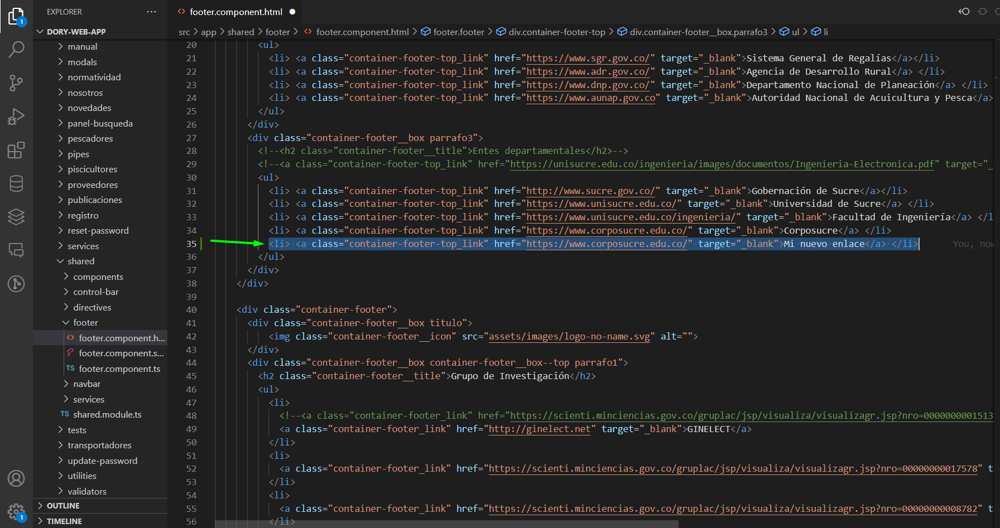 EXPLORER
DORY-WEB-APP
manual
modals
normatividad
nosotros
novedades
panel-busqueda
pescadores
pipes
piscicultores
proveedores
publicaciones
registro
reset-password
services
shared
components
control-bar
directives
footer
footer.component.h...
footer.component.s...
TS footer.component.ts
navbar
services
TS shared.module.ts
tests
transportadores
update-password
utilities
validators
OUTLINE
TIMELINE
1
1
footer.component.html
src > app > shared > footer > footer.component.html > footer.footer > div.container-footer-top > div.container-footer__box.parrafo3 > ul > li
20 <ul>
21 <li> <a class="container-footer-top_link" href="https://www.sgr.gov.co/" target="_blank">Sistema General de Regalías</a></li>
22 <li> <a class="container-footer-top_link" href="https://www.adr.gov.co/" target="_blank">Agencia de Desarrollo Rural</a> </li>
23 <li> <a class="container-footer-top_link" href="https://www.dnp.gov.co/" target="_blank">Departamento Nacional de Planeación</a> </li>
24 <li> <a class="container-footer-top_link" href="https://www.aunap.gov.co" target="_blank">Autoridad Nacional de Acuicultura y Pesca</a>
25 </ul>
26 </div>
27 <div class="container-footer__box parrafo3">
28 <!--<h2 class="container-footer__title">Entes departamentales</h2>-->
29 <!--<a class="container-footer-top_link" href="https://unisucre.edu.co/ingenieria/images/documentos/Ingenieria-Electronica.pdf" target="_
30 <ul>
31 <li> <a class="container-footer-top_link" href="http://www.sucre.gov.co/" target="_blank">Gobernación de Sucre</a></li>
32 <li> <a class="container-footer-top_link" href="https://www.unisucre.edu.co/" target="_blank">Universidad de Sucre</a> </li>
33 <li> <a class="container-footer-top_link" href="https://www.unisucre.edu.co/ingenieria/" target="_blank">Facultad de Ingeniería</a> </l
34 <li> <a class="container-footer-top_link" href="https://www.corposucre.edu.co/" target="_blank">Corposucre</a> </li>
35 <li> <a class="container-footer-top_link" href="https://www.corposucre.edu.co/" target="_blank">Mi nuevo enlace</a> </li> You, now
36 </ul>
37 </div>
38 </div>
39
40 <div class="container-footer">
41 <div class="container-footer__box titulo">
42 <img class="container-footer__icon" src="assets/images/logo-no-name.svg" alt="">
43 </div>
44 <div class="container-footer__box container-footer__box--top parrafo1">
45 <h2 class="container-footer__title">Grupo de Investigación</h2>
46 <ul>
47 <li>
48 <!--<a class="container-footer_link" href="https://scienti.minciencias.gov.co/gruplac/jsp/visualiza/visualizagr.jsp?nro=0000000001513
49 <a class="container-footer_link" href="http://ginelect.net" target="_blank">GINELECT</a>
50 </li>
51 <li>
52 <a class="container-footer_link" href="https://scienti.minciencias.gov.co/gruplac/jsp/visualiza/visualizagr.jsp?nro=00000000017578" t
53 </li>
54 <li>
55 <a class="container-footer_link" href="https://scienti.minciencias.gov.co/gruplac/jsp/visualiza/visualizagr.jsp?nro=00000000008782" t
56 </li>